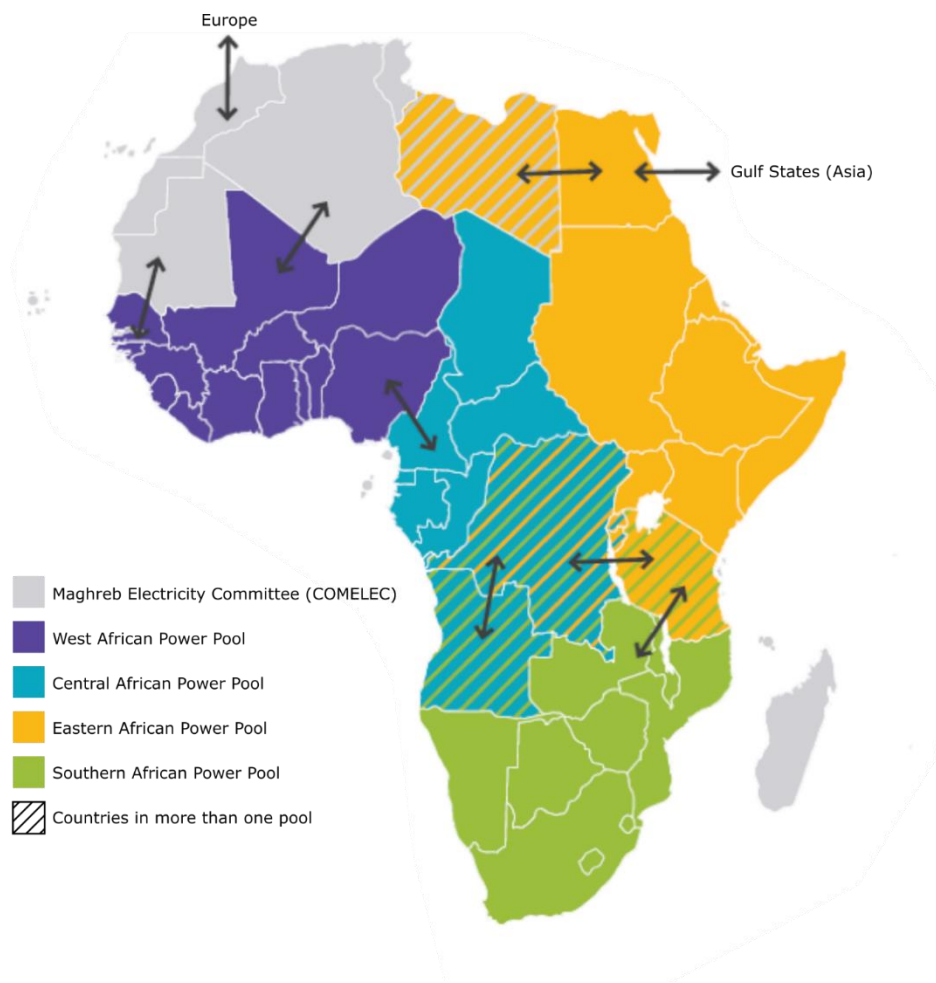 Europe
Gulf States (Asia)
Maghreb Electricity Committee (COMELEC)
West African Power Pool
Central African Power Pool
Eastern African Power Pool
Southern African Power Pool
Countries in more than one pool